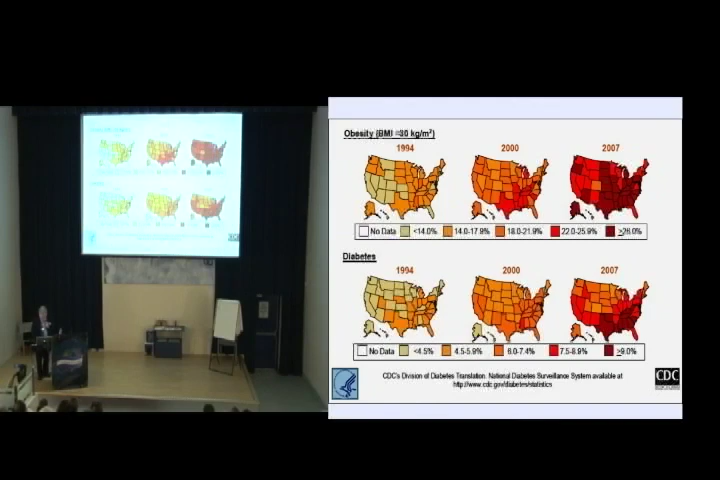 Obesity (BMI ≥30 kg/m²)
1994 2000 2007
No Data <14.0% 14.0-17.9% 18.0-21.9% 22.0-25.9% >26.0%
Diabetes
1994 2000 2007
No Data <4.5% 4.5-5.9% 6.0-7.4% 7.5-8.9% >9.0%
CDC's Division of Diabetes Translation. National Diabetes Surveillance System available at
http://www.cdc.gov/diabetes/statistics
CDC